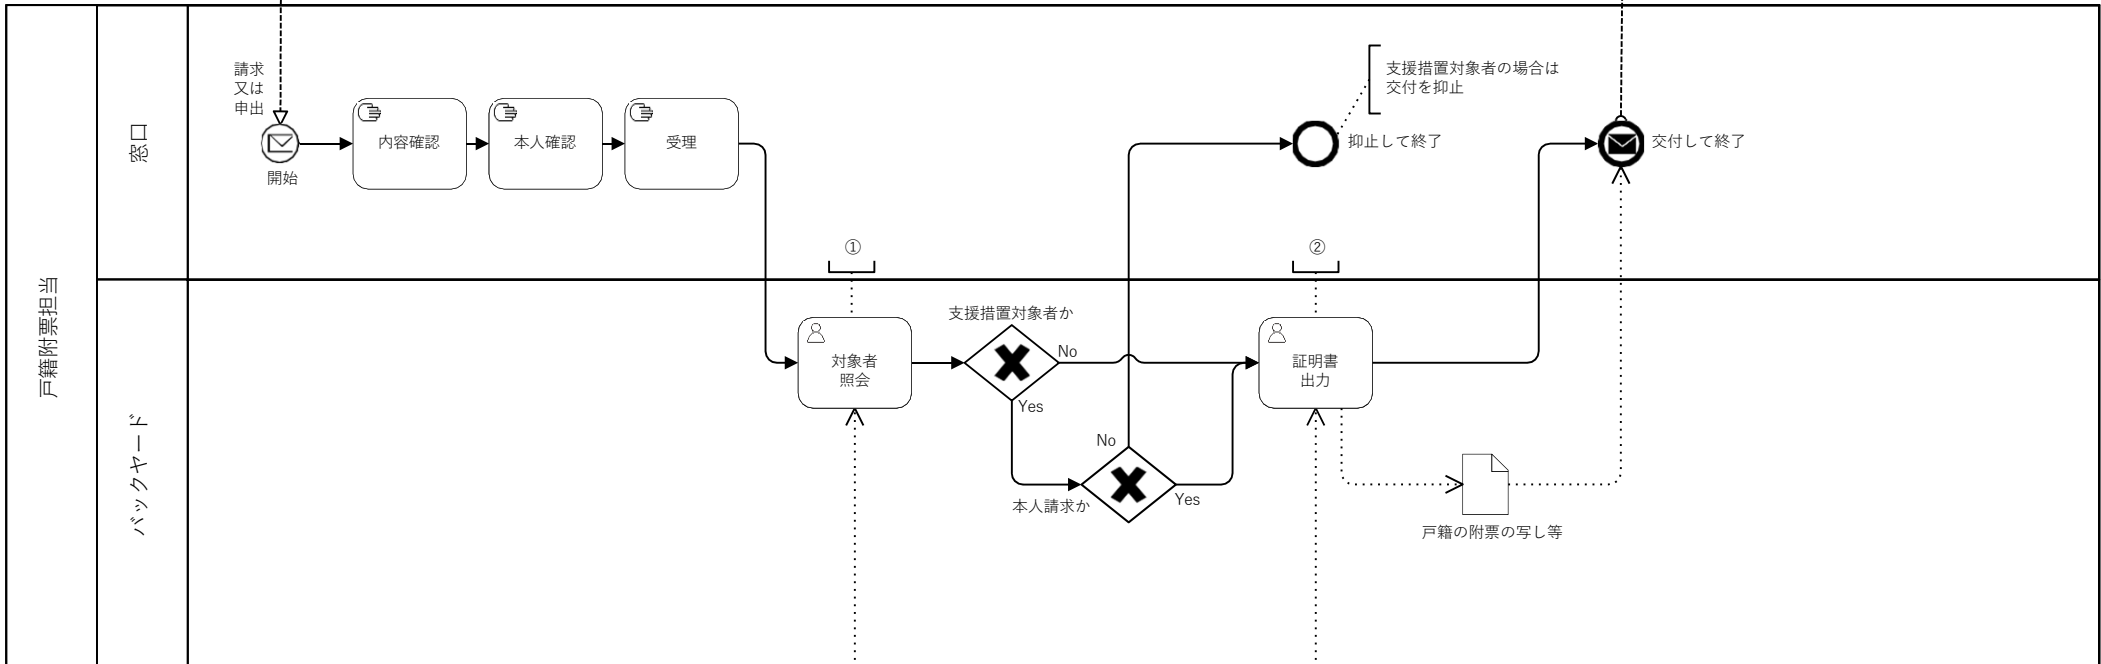 戸籍附票担当
窓口
請求
又は
申出
開始
内容確認
本人確認
受理
支援措置対象者の場合は
交付を抑止
抑止して終了
交付して終了
①
②
バックヤード
対象者
照会
支援措置対象者か
No
Yes
本人請求か
No
Yes
証明書
出力
戸籍の附票の写し等